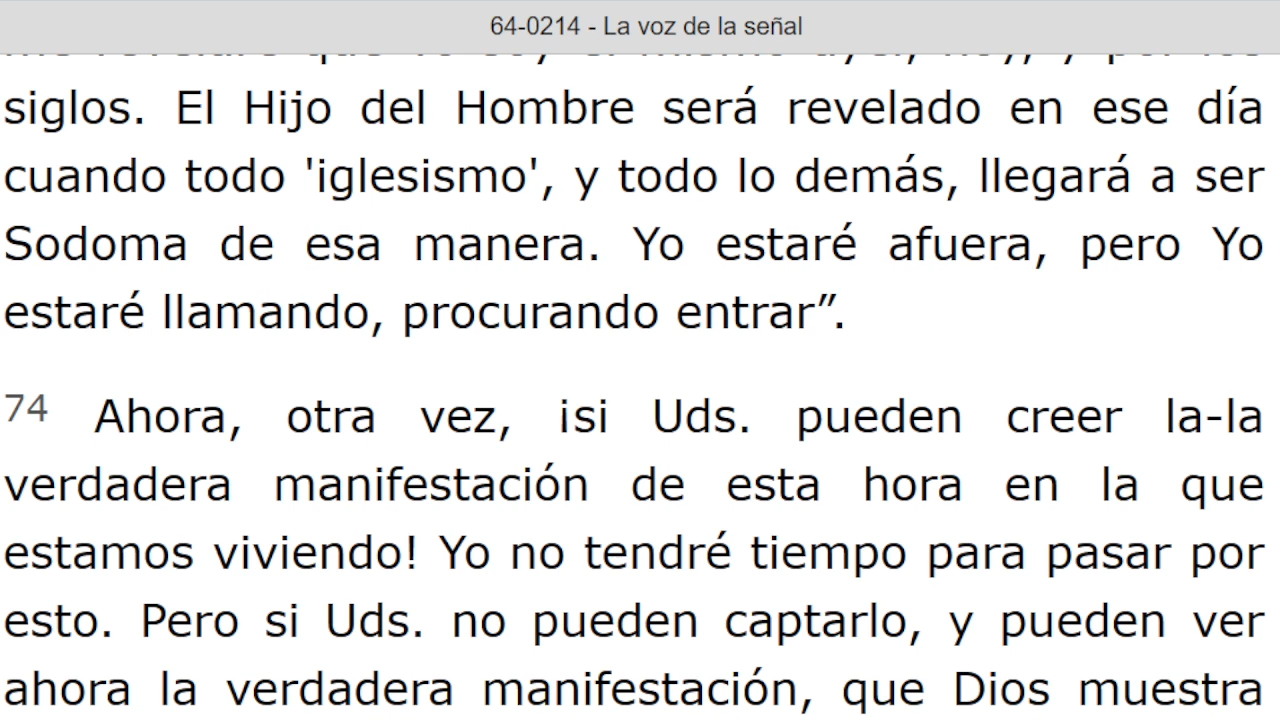 64-0214 - La voz de la señal
siglos. El Hijo del Hombre será revelado en ese día
cuando todo 'iglesismo', y todo lo demás, llegará a ser
Sodoma de esa manera. Yo estaré afuera, pero Yo
estaré llamando, procurando entrar”.
74 Ahora, otra vez, ¡si Uds. pueden creer la-la
verdadera manifestación de esta hora en la que
estamos viviendo! Yo no tendré tiempo para pasar por
esto. Pero si Uds. no pueden captarlo, y pueden ver
ahora la verdadera manifestación, que Dios muestra